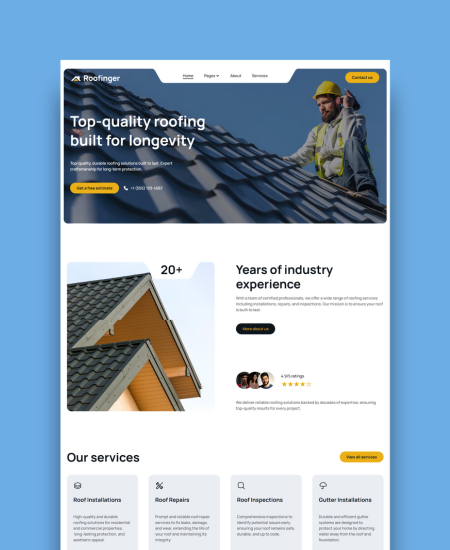 Roofinger
Home Pages About Services
Contact us
Top-quality roofing
built for longevity
Top quality, durable roofing solutions built to last. Expert
craftsmanship for long-term protection.
Get a free estimate
20+
Years of industry
experience
With a team of certified professionals, we offer a wide range of roofing services
including installations, repairs, and inspections. Our mission is to ensure your roof
is built to last.
More about us
4.9/5 ratings
We deliver reliable roofing solutions backed by decades of expertise, ensuring
top-quality results for every project.
Our services
View all services
Roof Installations
High-quality and durable
roofing solutions for residential
and commercial properties,
long-lasting protection, and
aesthetic appeal
Roof Repairs
Prompt and reliable roof repair
services to fix leaks, damage,
and wear, extending the life of
your roof and maintaining its
integrity
Roof Inspections
Comprehensive inspections to
identify potential issues early,
ensuring your roof remains safe,
durable, and up to code.
Gutter Installations
Durable and efficient gutter
systems are designed to
protect your home by directing
water away from the roof and
foundation.